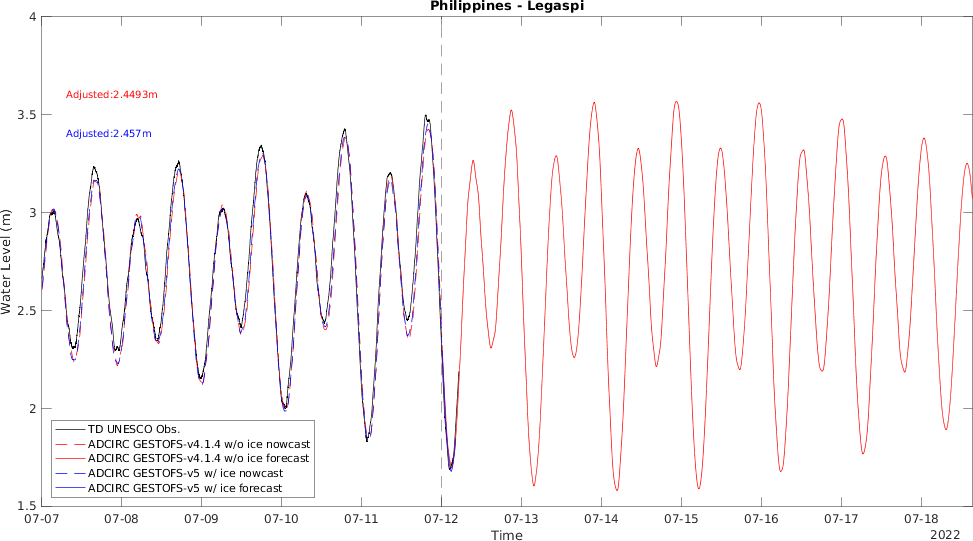 Philippines - Legaspi
4
3.5
3
2.5
2
1.5
Water Level (m)
Adjusted:2.4493m
Adjusted:2.457m
TD UNESCO Obs.
ADCIRC GESTOFS-v4.1.4 w/o ice nowcast
ADCIRC GESTOFS-v4.1.4 w/o ice forecast
ADCIRC GESTOFS-v5 w/ ice nowcast
ADCIRC GESTOFS-v5 w/ ice forecast
07-07 07-08 07-09 07-10 07-11 07-12 07-13 07-14 07-15 07-16 07-17 07-18
Time
2022